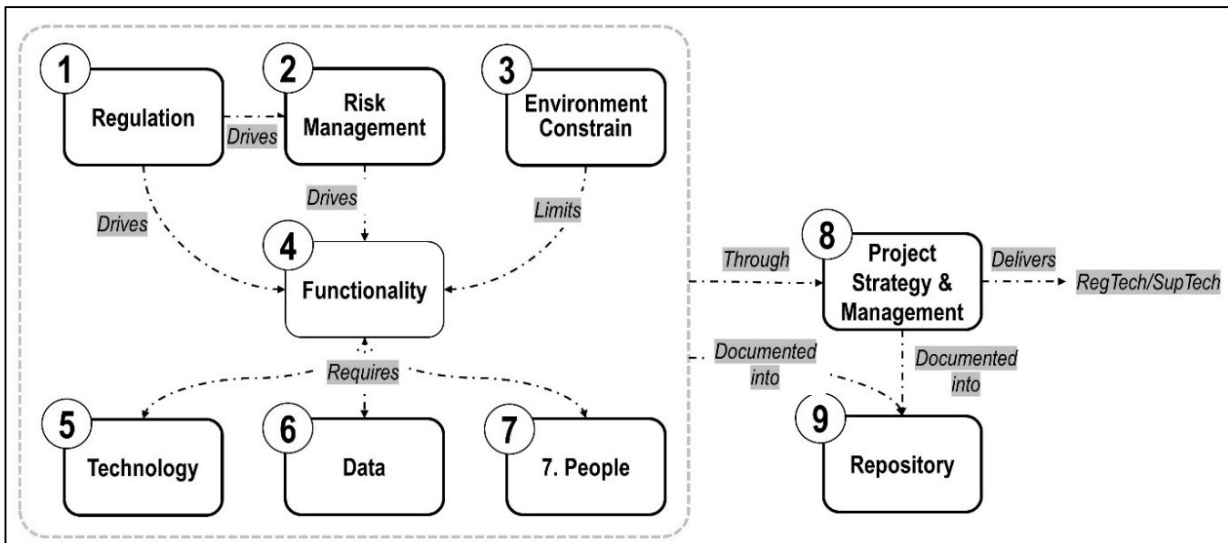 1
Regulation
2
Risk
Management
3
Environment
Constrain
Drives
Drives
Drives
Limits
4
Functionality
Requires
5
Technology
6
Data
7
7. People
Through
8
Project
Strategy &
Management
Delivers
RegTech/SupTech
Documented
into
Documented
into
9
Repository